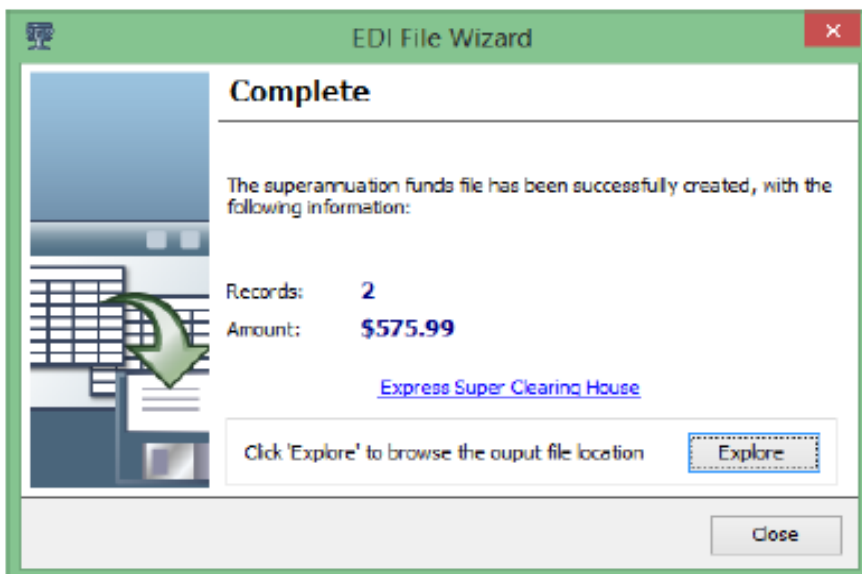 EDI File Wizard
Complete
The superannuation funds file has been successfully created, with the
following information:
Records: 2
Amount: $575.99
Express Super Clearing House
Click 'Explore' to browse the ouput file location Explore
Close